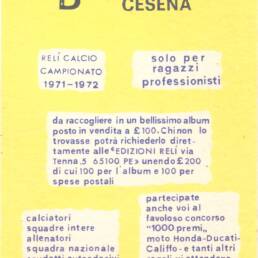 B
CESENA
RELÍ CALCIO
CAMPIONATO
1971-1972
solo per
ragazzi
professionisti
da raccogliere in un bellissimo album
posto in vendita a £100. Chi non lo
trovasse potrà richiederlo diret-
tamente alle "EDIZIONI RELÍ via
Tenna, 5 65100 PE» unendo £200
di cui 100 per l'album e 100 per
spese postali
calciatori
squadre intere
allenatori
squadra nazionale
partecipate
anche voi al
favoloso concorso
"1000 premi„
moto Honda-Ducati-
Califfo - e tanti altri